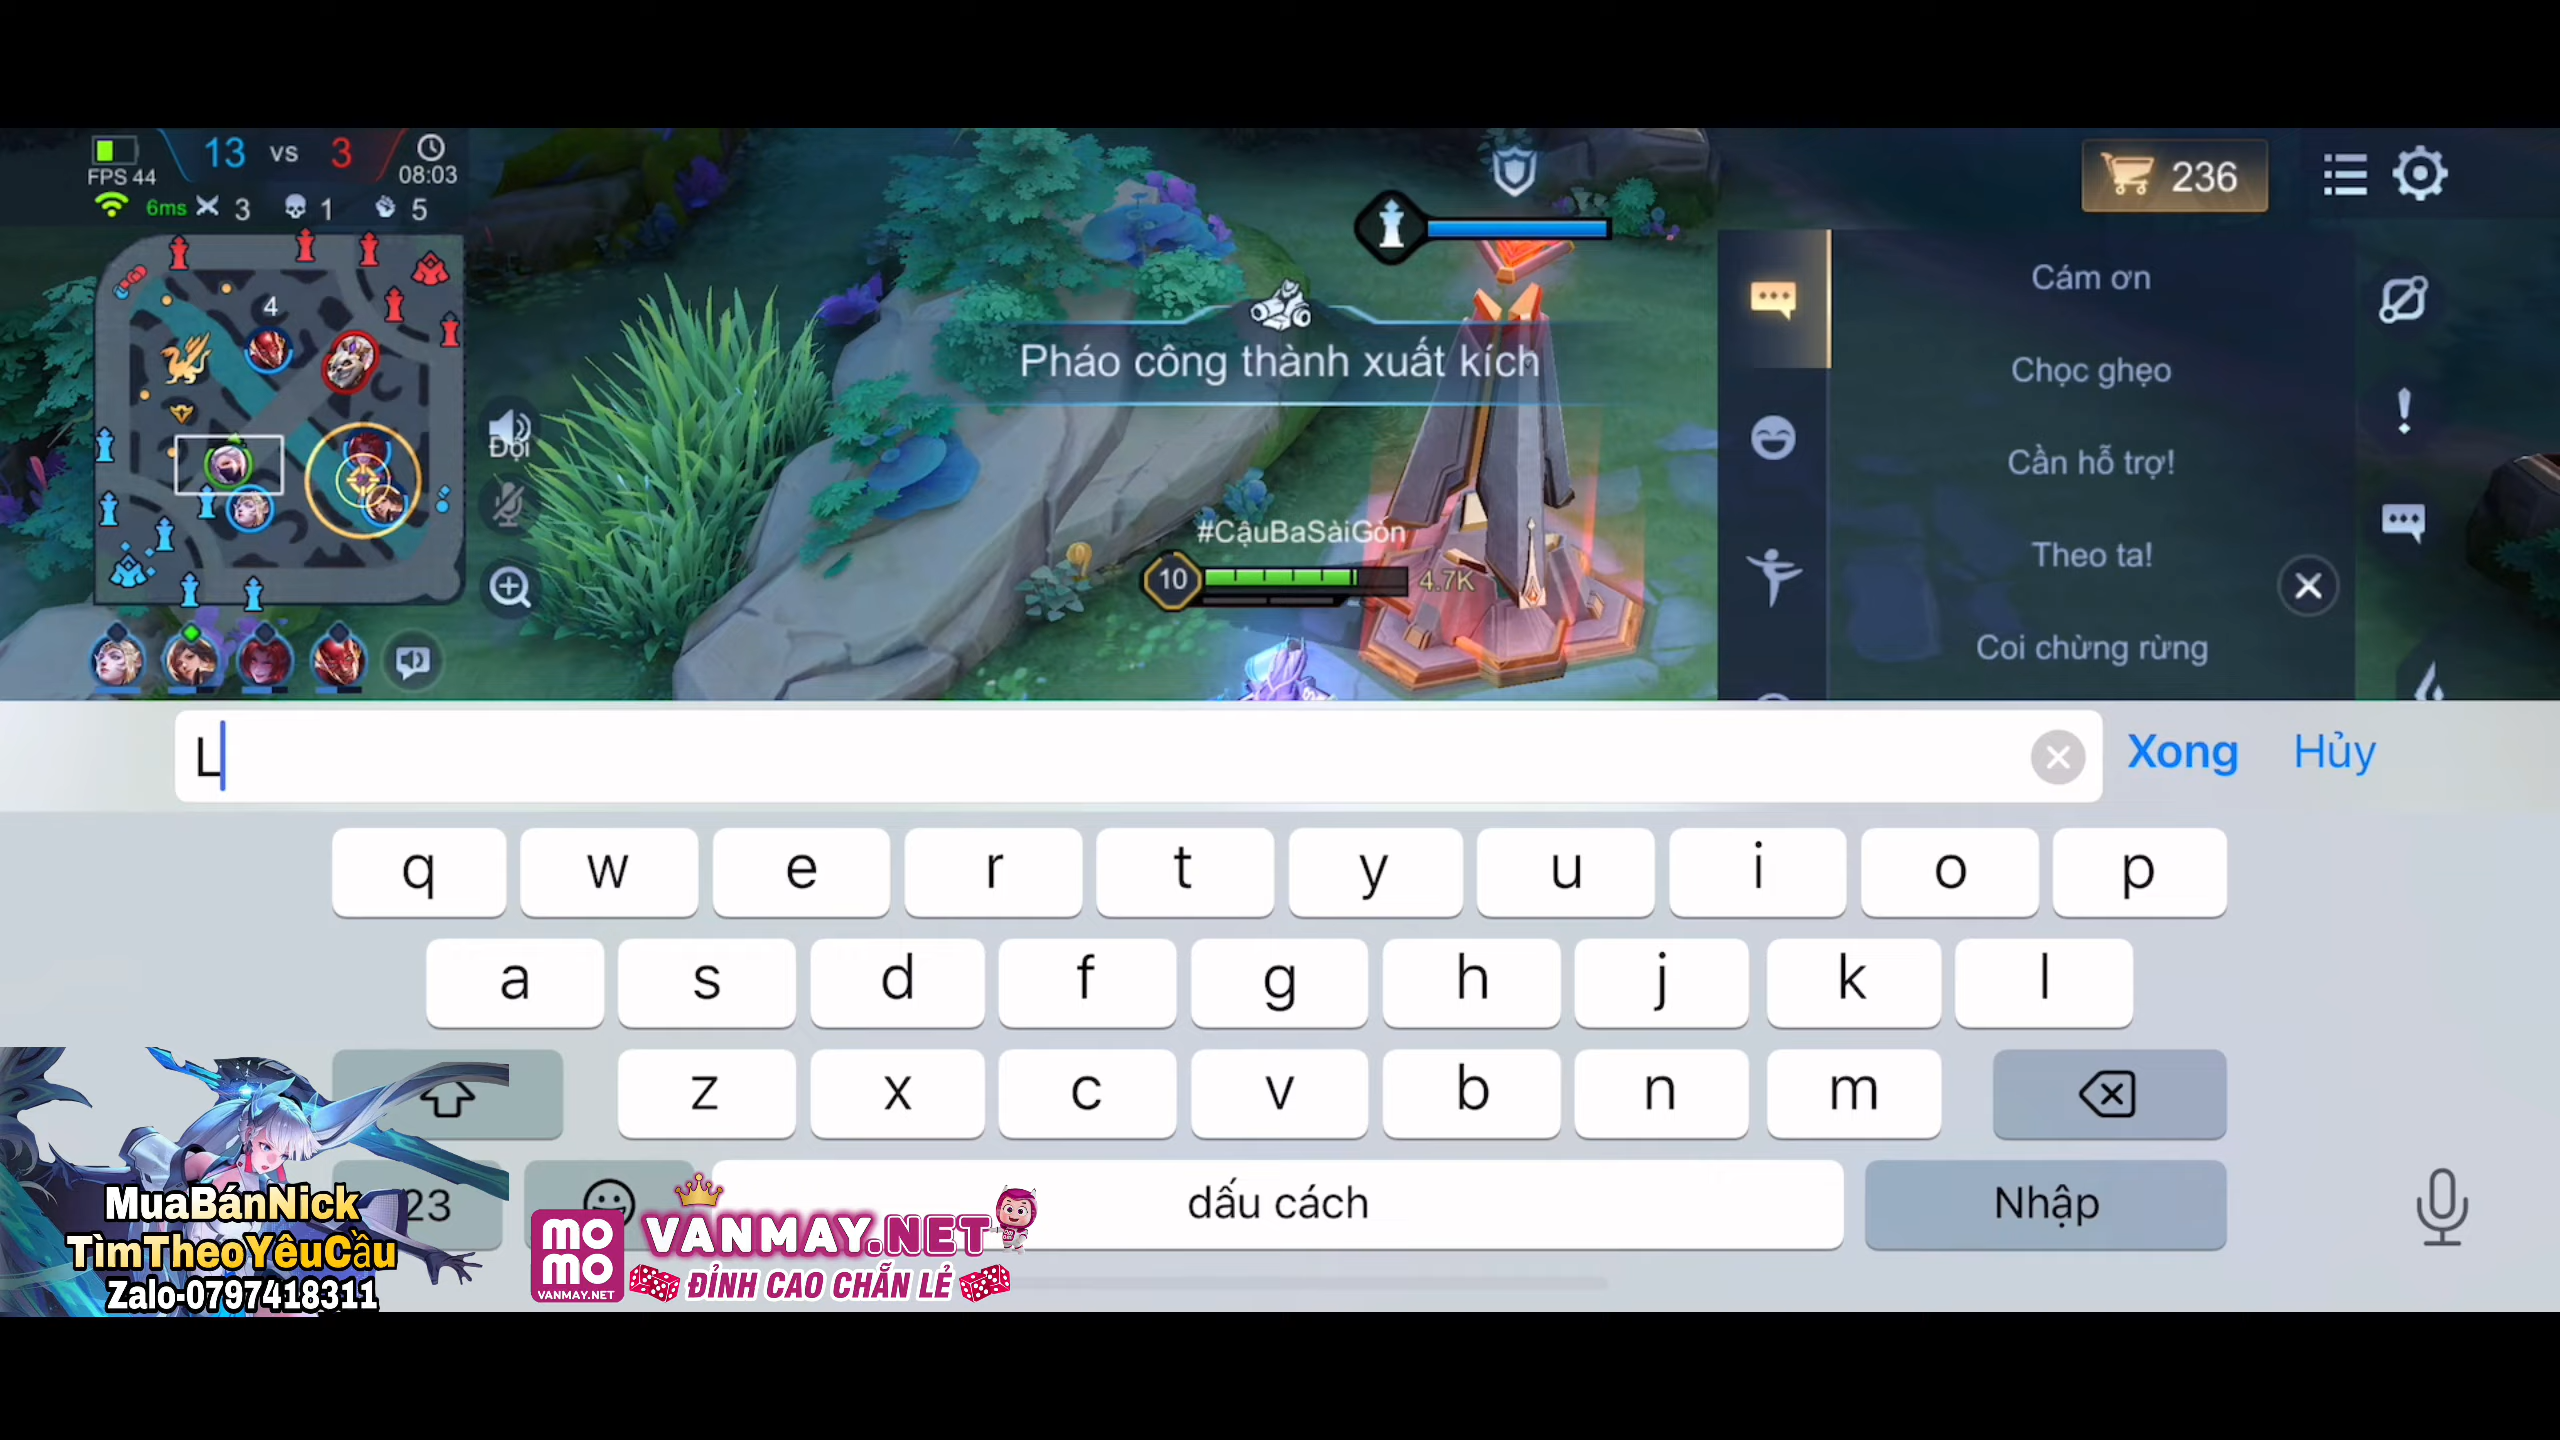 13 vs 3
FPS 44
08:03
6ms
3
1
5
236
4
Đội
Pháo công thành xuất kích
#CậuBaSàiGòn
10
4.7K
Cám ơn
Chọc ghẹo
Cần hỗ trợ!
Theo ta!
Coi chừng rừng
L
Xong
Hủy
q w e r t y u i o p
a s d f g h j k l
z x c v b n m
23
dấu cách
Nhập
MuaBánNick
TìmTheoYêuCầu
Zalo-0797418311
mo
mo
VANMAY.NET
VANMAY.NET
ĐỈNH CAO CHẴN LẺ